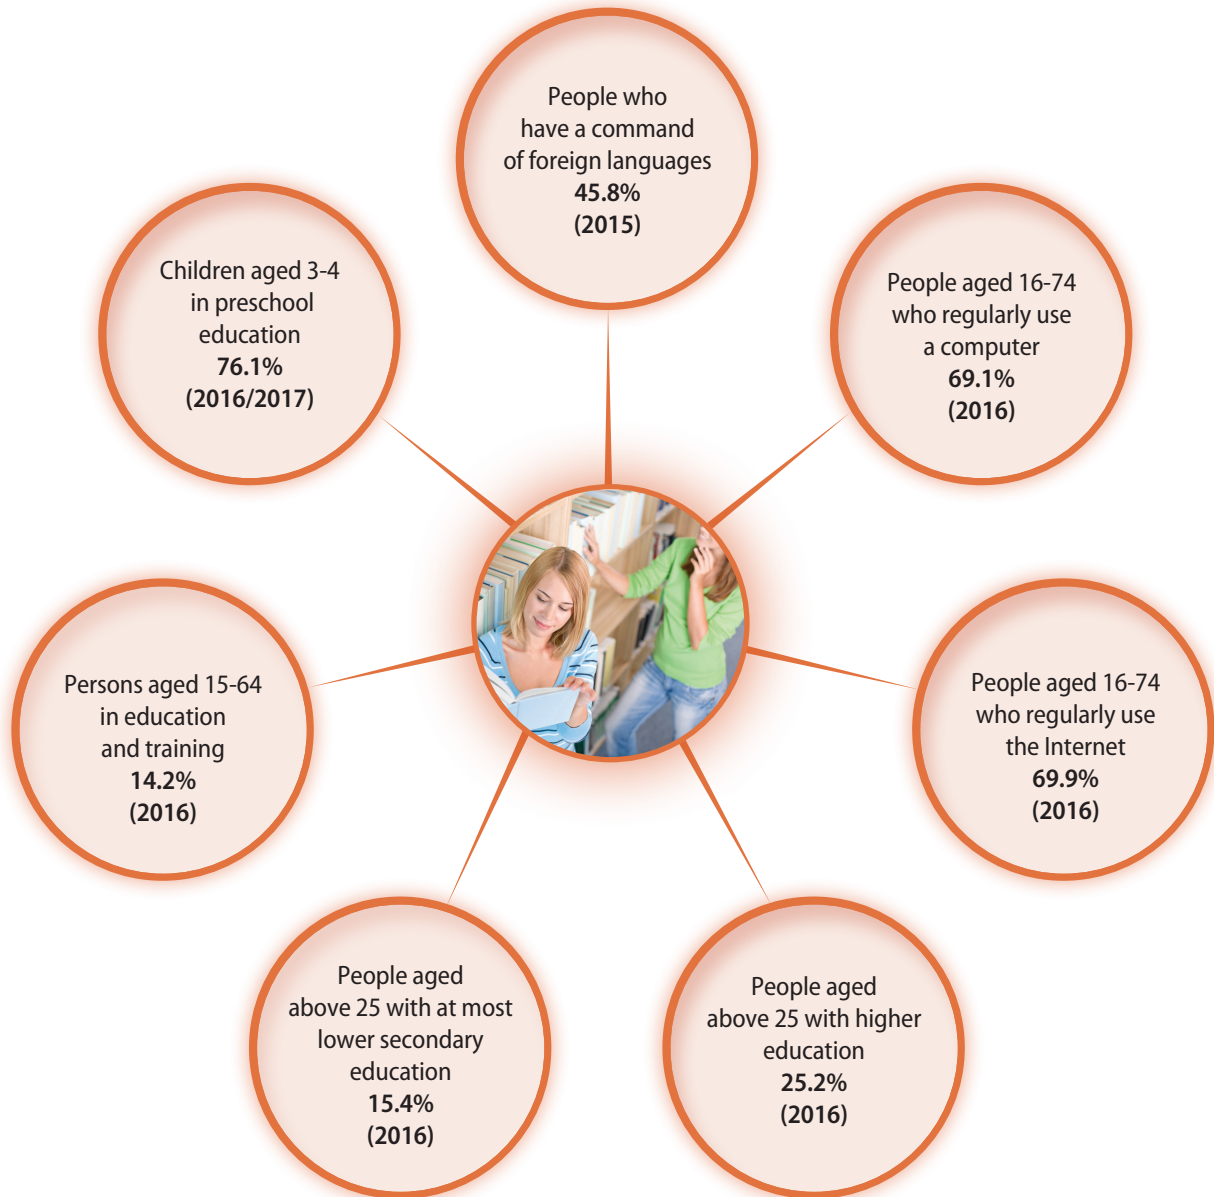 People who
have a command
of foreign languages
45.8%
(2015)
People aged 16-74
who regularly use
a computer
69.1%
(2016)
People aged 16-74
who regularly use
the Internet
69.9%
(2016)
People aged
above 25 with higher
education
25.2%
(2016)
People aged
above 25 with at most
lower secondary
education
15.4%
(2016)
Persons aged 15-64
in education
and training
14.2%
(2016)
Children aged 3-4
in preschool
education
76.1%
(2016/2017)